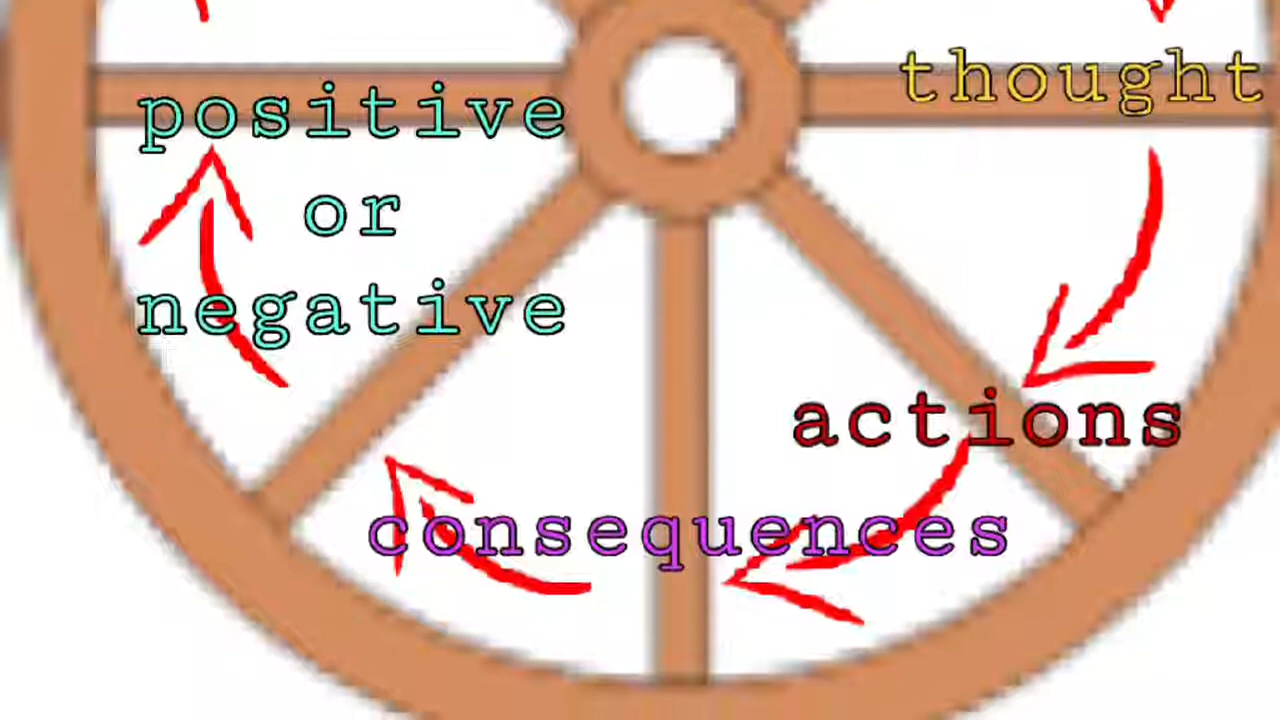 thought
positive
or
negative
actions
consequences